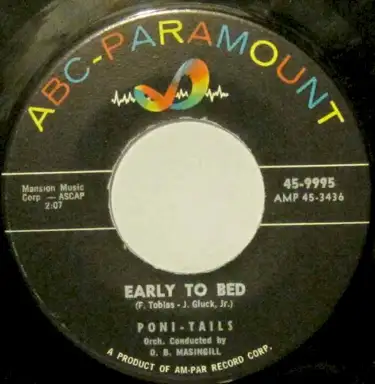 ABC-PARAMOUNT
Mansion Music
Corp — ASCAP
2:07
45-9995
AMP 45-3436
EARLY TO BED
(F. Tobias - J. Gluck, Jr.)
PONI-TAILS
Orch. Conducted by
O. B. MASINGILL
A PRODUCT OF AM-PAR RECORD CORP.